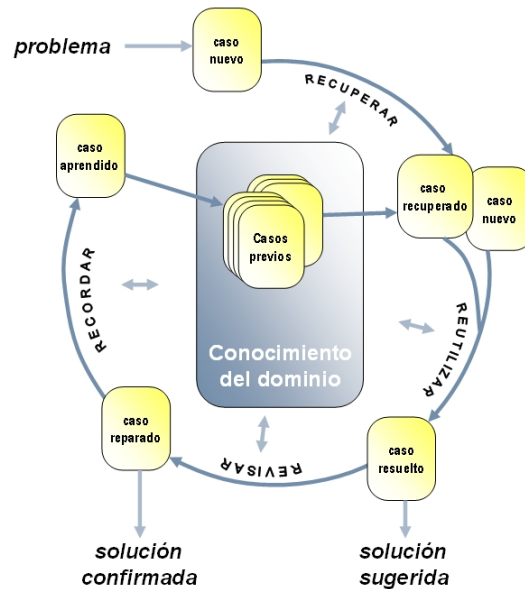 problema
caso
nuevo
RECUPERAR
caso
aprendido
caso
recuperado
caso
nuevo
Casos
previos
RECORDAR
REUTILIZAR
Conocimiento
del dominio
caso
reparado
REVISAR
caso
resuelto
solución
confirmada
solución
sugerida